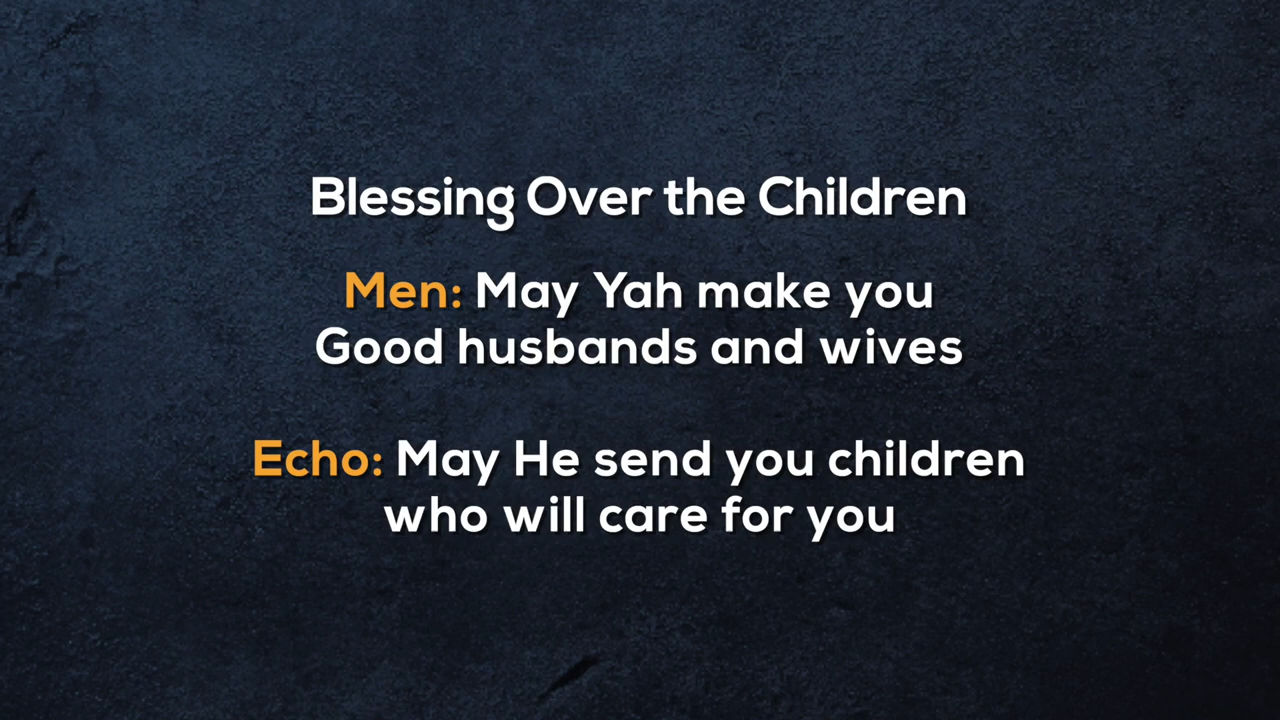 Blessing Over the Children
Men: May Yah make you
Good husbands and wives
Echo: May He send you children
who will care for you